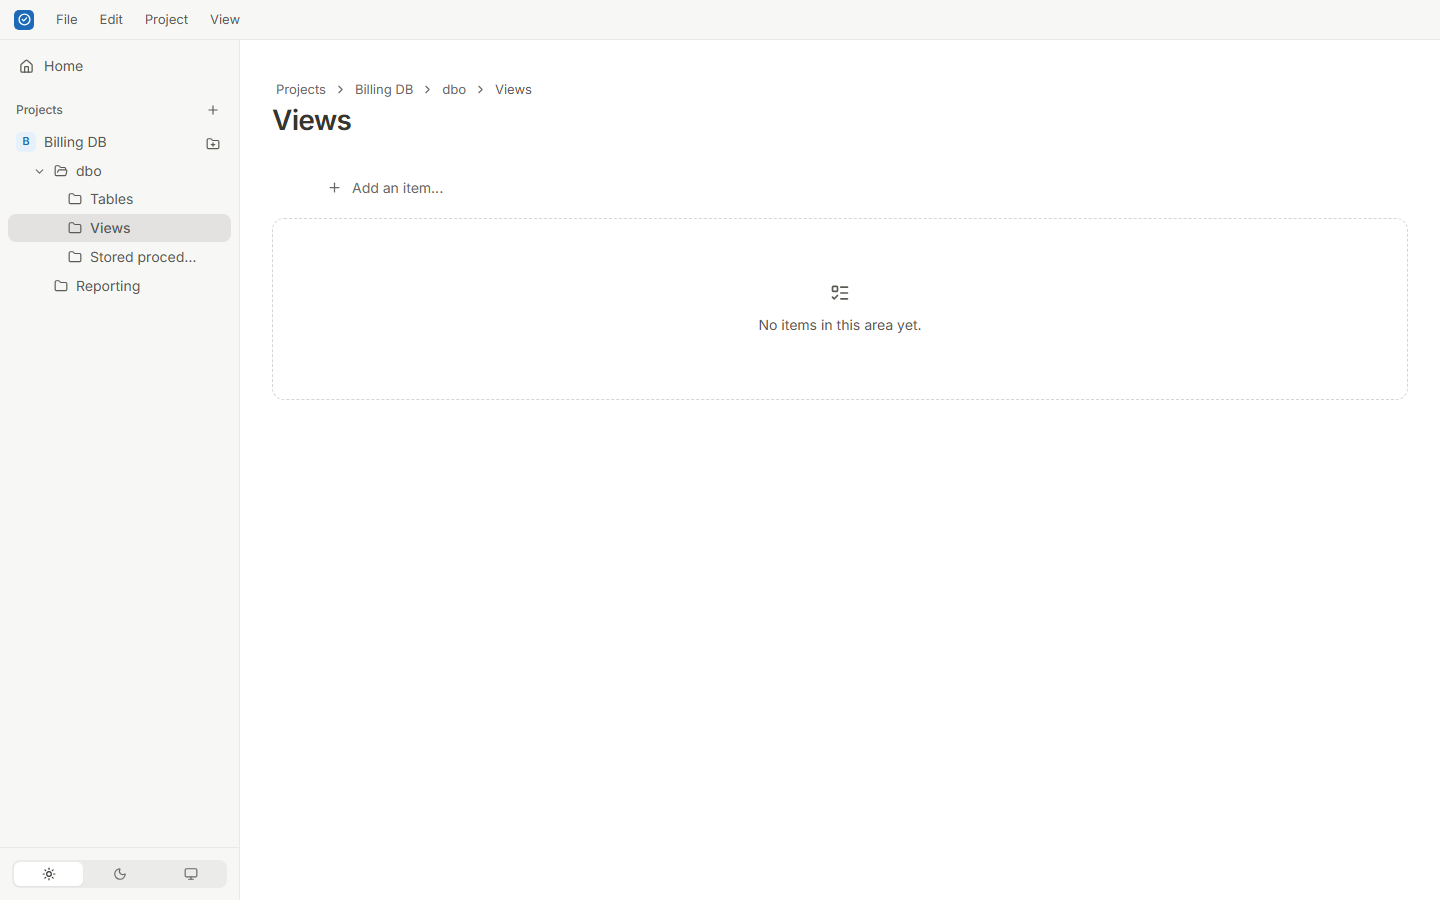 File Edit Project View
Home
Projects
B Billing DB
dbo
Tables
Views
Stored proced...
Reporting
Projects > Billing DB > dbo > Views
Views
Add an item...
No items in this area yet.